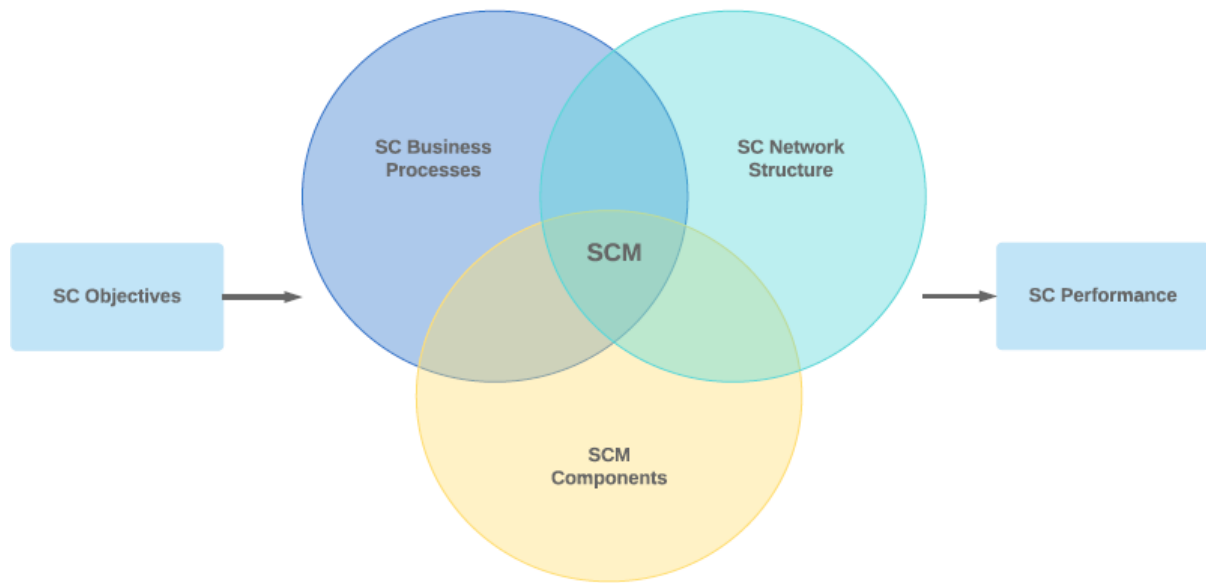 SC Business
Processes
SC Network
Structure
SCM
SC Objectives
SC Performance
SCM
Components